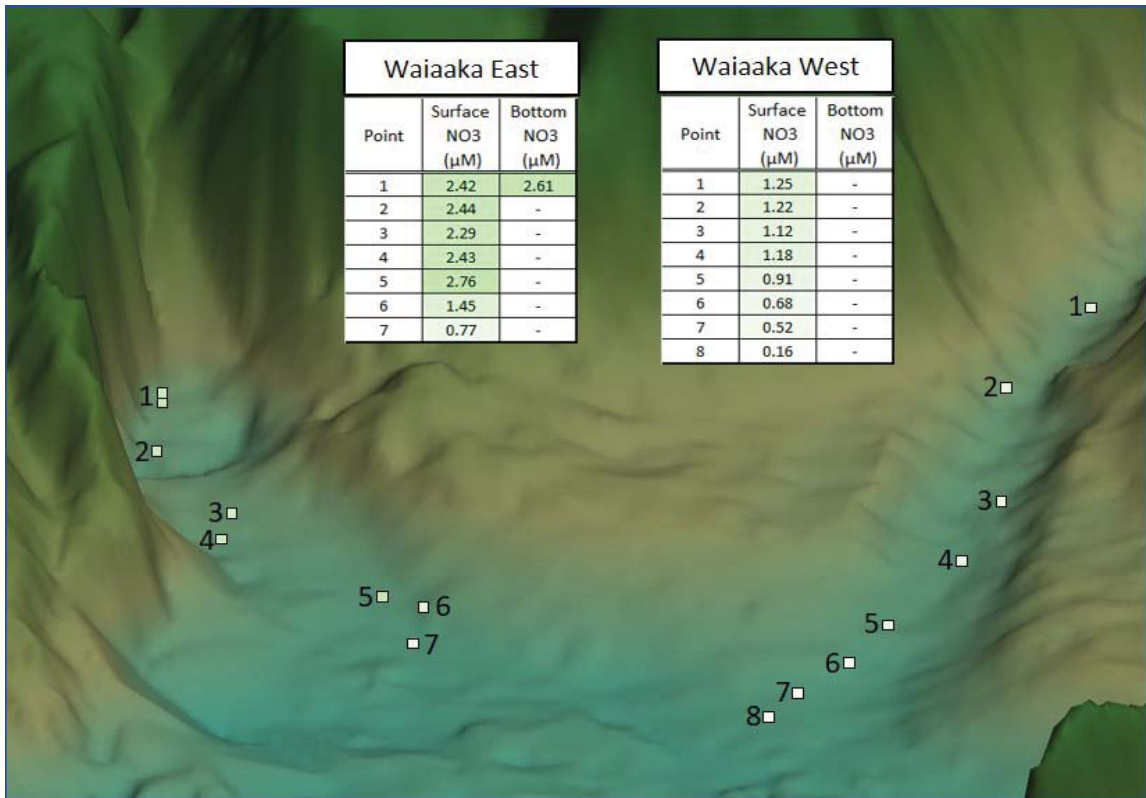 Waiaaka East
Point Surface NO3 (µM) Bottom NO3 (µM)
1 2.42 2.61
2 2.44 -
3 2.29 -
4 2.43 -
5 2.76 -
6 1.45 -
7 0.77 -
Waiaaka West
Point Surface NO3 (µM) Bottom NO3 (µM)
1 1.25 -
2 1.22 -
3 1.12 -
4 1.18 -
5 0.91 -
6 0.68 -
7 0.52 -
8 0.16 -
1
2
3
4
5
6
7
1
2
3
4
5
6
7
8